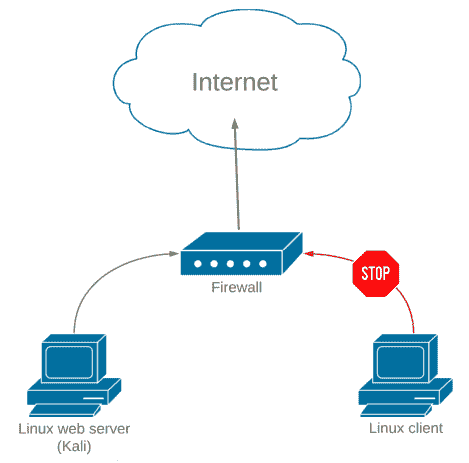 Internet
Firewall
STOP
Linux web server
(Kali)
Linux client